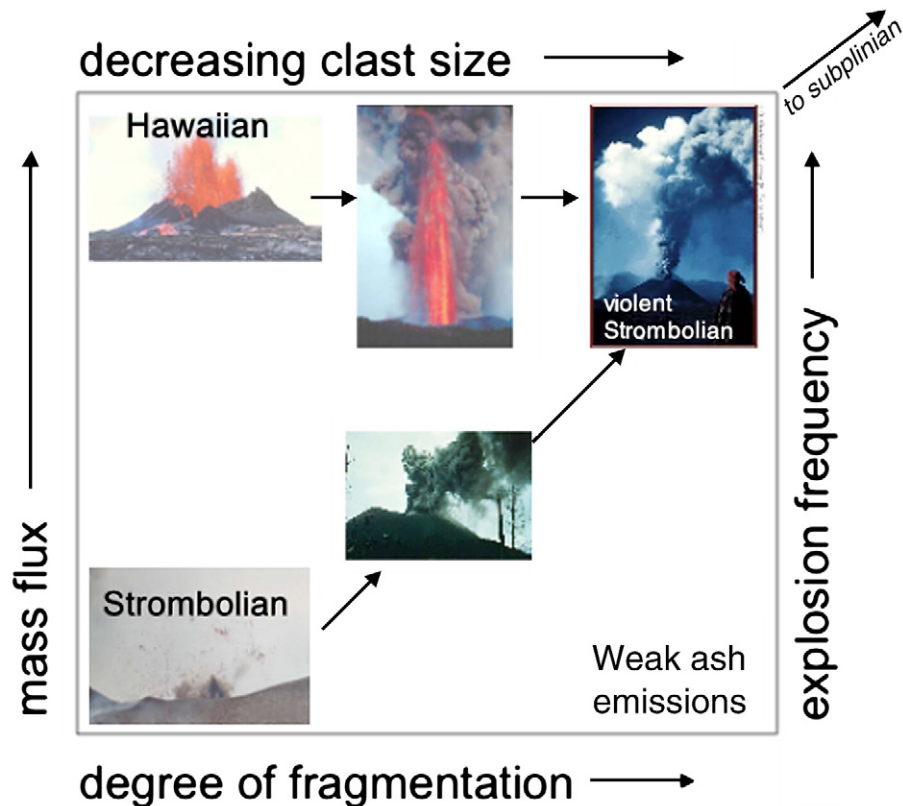 decreasing clast size
to subplinian
Hawaiian
violent
Strombolian
mass flux
explosion frequency
Strombolian
Weak ash
emissions
degree of fragmentation